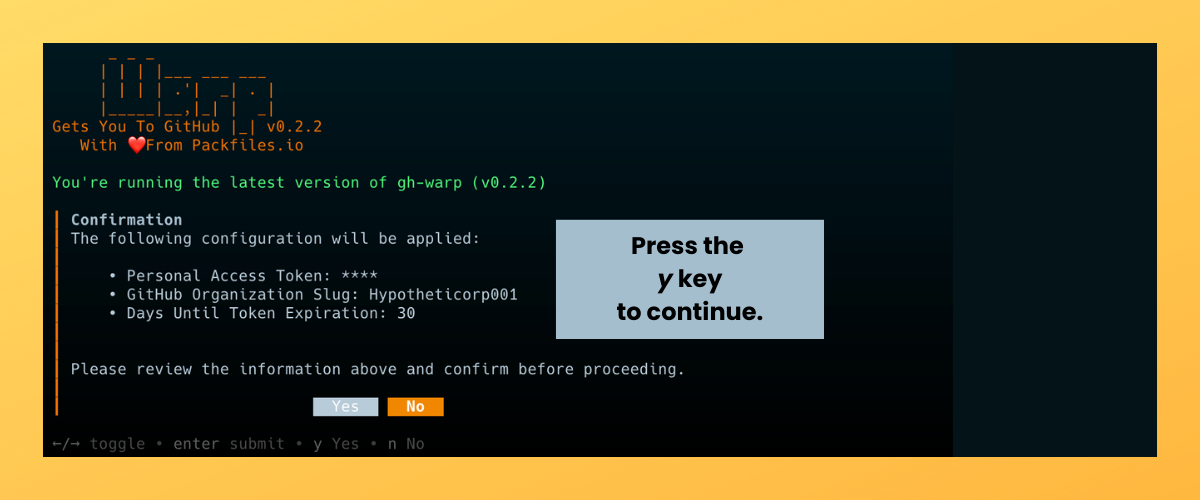 Warp
Gets You To GitHub |_| v0.2.2
With ❤️From Packfiles.io
You're running the latest version of gh-warp (v0.2.2)
Confirmation
The following configuration will be applied:
• Personal Access Token: ****
• GitHub Organization Slug: Hypotheticorp001
• Days Until Token Expiration: 30
Press the
y key
to continue.
Please review the information above and confirm before proceeding.
Yes No
←/→ toggle • enter submit • y Yes • n No